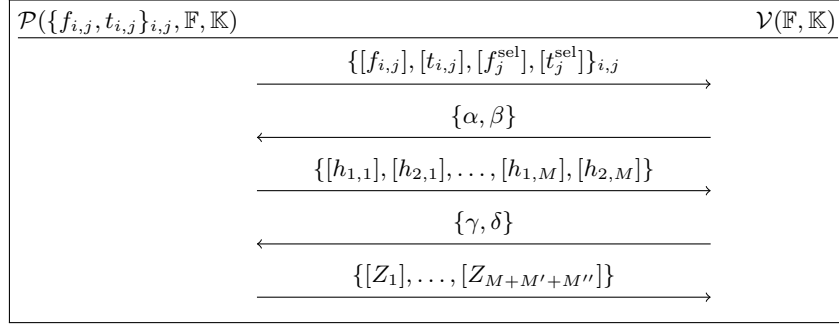 𝒫({f_{i,j}, t_{i,j}}_{i,j}, 𝔽, 𝕂) 𝒱(𝔽, 𝕂)
{[f_{i,j}], [t_{i,j}], [f_j^{sel}], [t_j^{sel}]}_{i,j}
{α, β}
{[h_{1,1}], [h_{2,1}], …, [h_{1,M}], [h_{2,M}]}
{γ, δ}
{[Z_1], …, [Z_{M+M′+M″}]}